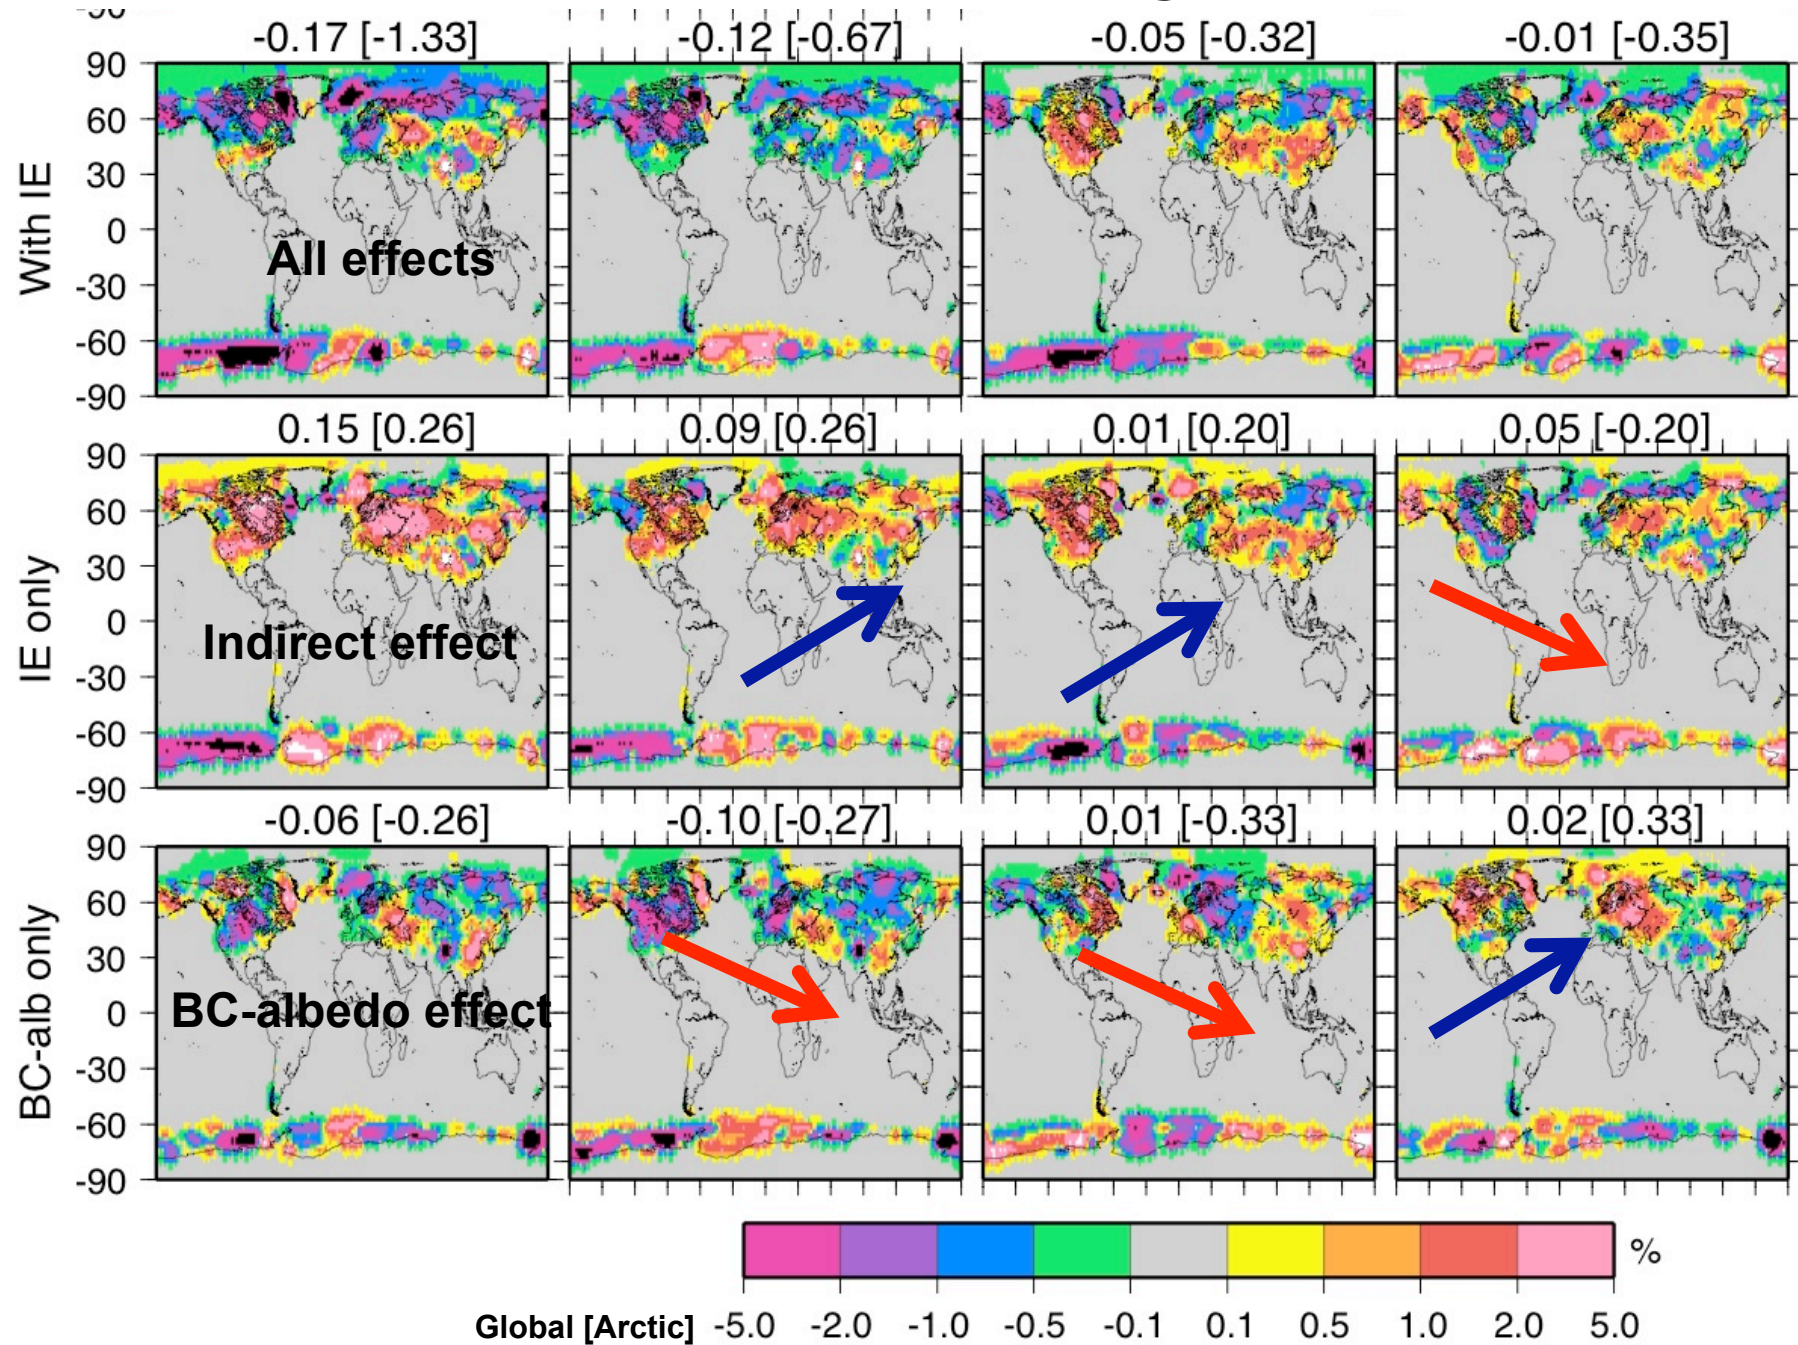 -0.17 [-1.33] -0.12 [-0.67] -0.05 [-0.32] -0.01 [-0.35]
With IE
90
60
30
0
-30
-60
-90
All effects
0.15 [0.26] 0.09 [0.26] 0.01 [0.20] 0.05 [-0.20]
IE only
90
60
30
0
-30
-60
-90
Indirect effect
-0.06 [-0.26] -0.10 [-0.27] 0.01 [-0.33] 0.02 [0.33]
BC-alb only
90
60
30
0
-30
-60
-90
BC-albedo effect
%
Global [Arctic] -5.0 -2.0 -1.0 -0.5 -0.1 0.1 0.5 1.0 2.0 5.0